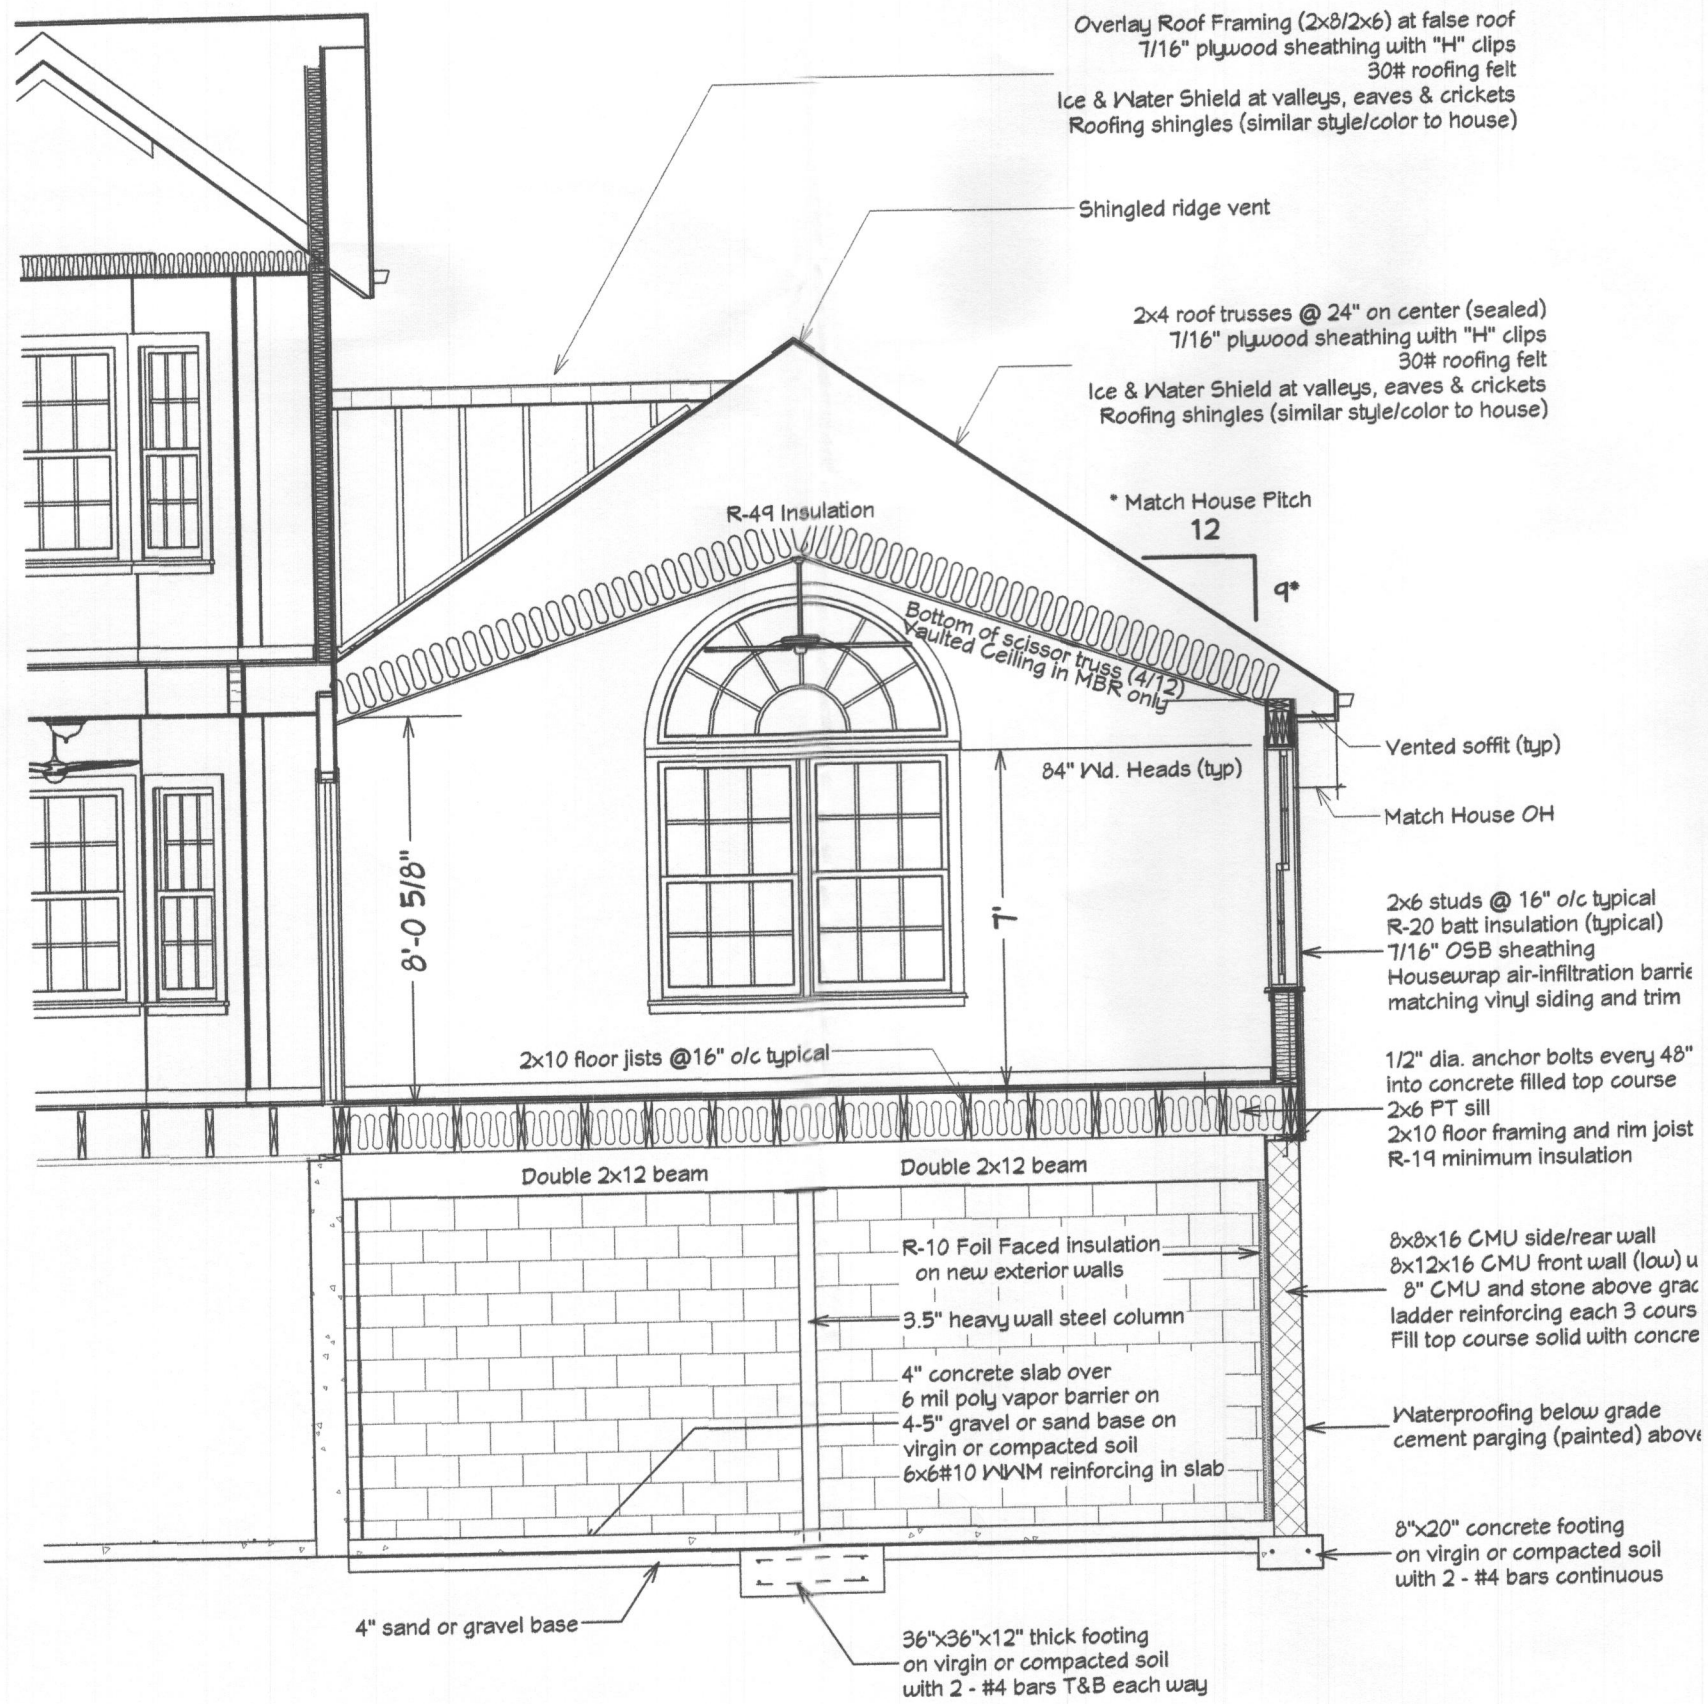 Overlay Roof Framing (2x8/2x6) at false roof
7/16" plywood sheathing with "H" clips
30# roofing felt
Ice & Water Shield at valleys, eaves & crickets
Roofing shingles (similar style/color to house)
Shingled ridge vent
2x4 roof trusses @ 24" on center (sealed)
7/16" plywood sheathing with "H" clips
30# roofing felt
Ice & Water Shield at valleys, eaves & crickets
Roofing shingles (similar style/color to house)
* Match House Pitch
12
9*
R-49 Insulation
Bottom of scissor truss (4/12)
Vaulted Ceiling in MBR only
84" Wd. Heads (typ)
Vented soffit (typ)
Match House OH
8'-0 5/8"
7'
2x6 studs @ 16" o/c typical
R-20 batt insulation (typical)
7/16" OSB sheathing
Housewrap air-infiltration barrie
matching vinyl siding and trim
2x10 floor jists @16" o/c typical
1/2" dia. anchor bolts every 48"
into concrete filled top course
2x6 PT sill
2x10 floor framing and rim joist
R-19 minimum insulation
Double 2x12 beam
Double 2x12 beam
R-10 Foil Faced insulation
on new exterior walls
3.5" heavy wall steel column
8x8x16 CMU side/rear wall
8x12x16 CMU front wall (low) u
8" CMU and stone above grac
ladder reinforcing each 3 cours
Fill top course solid with concre
4" concrete slab over
6 mil poly vapor barrier on
4-5" gravel or sand base on
virgin or compacted soil
6x6#10 WWM reinforcing in slab
Waterproofing below grade
cement parging (painted) above
8"x20" concrete footing
on virgin or compacted soil
with 2 - #4 bars continuous
4" sand or gravel base
36"x36"x12" thick footing
on virgin or compacted soil
with 2 - #4 bars T&B each way